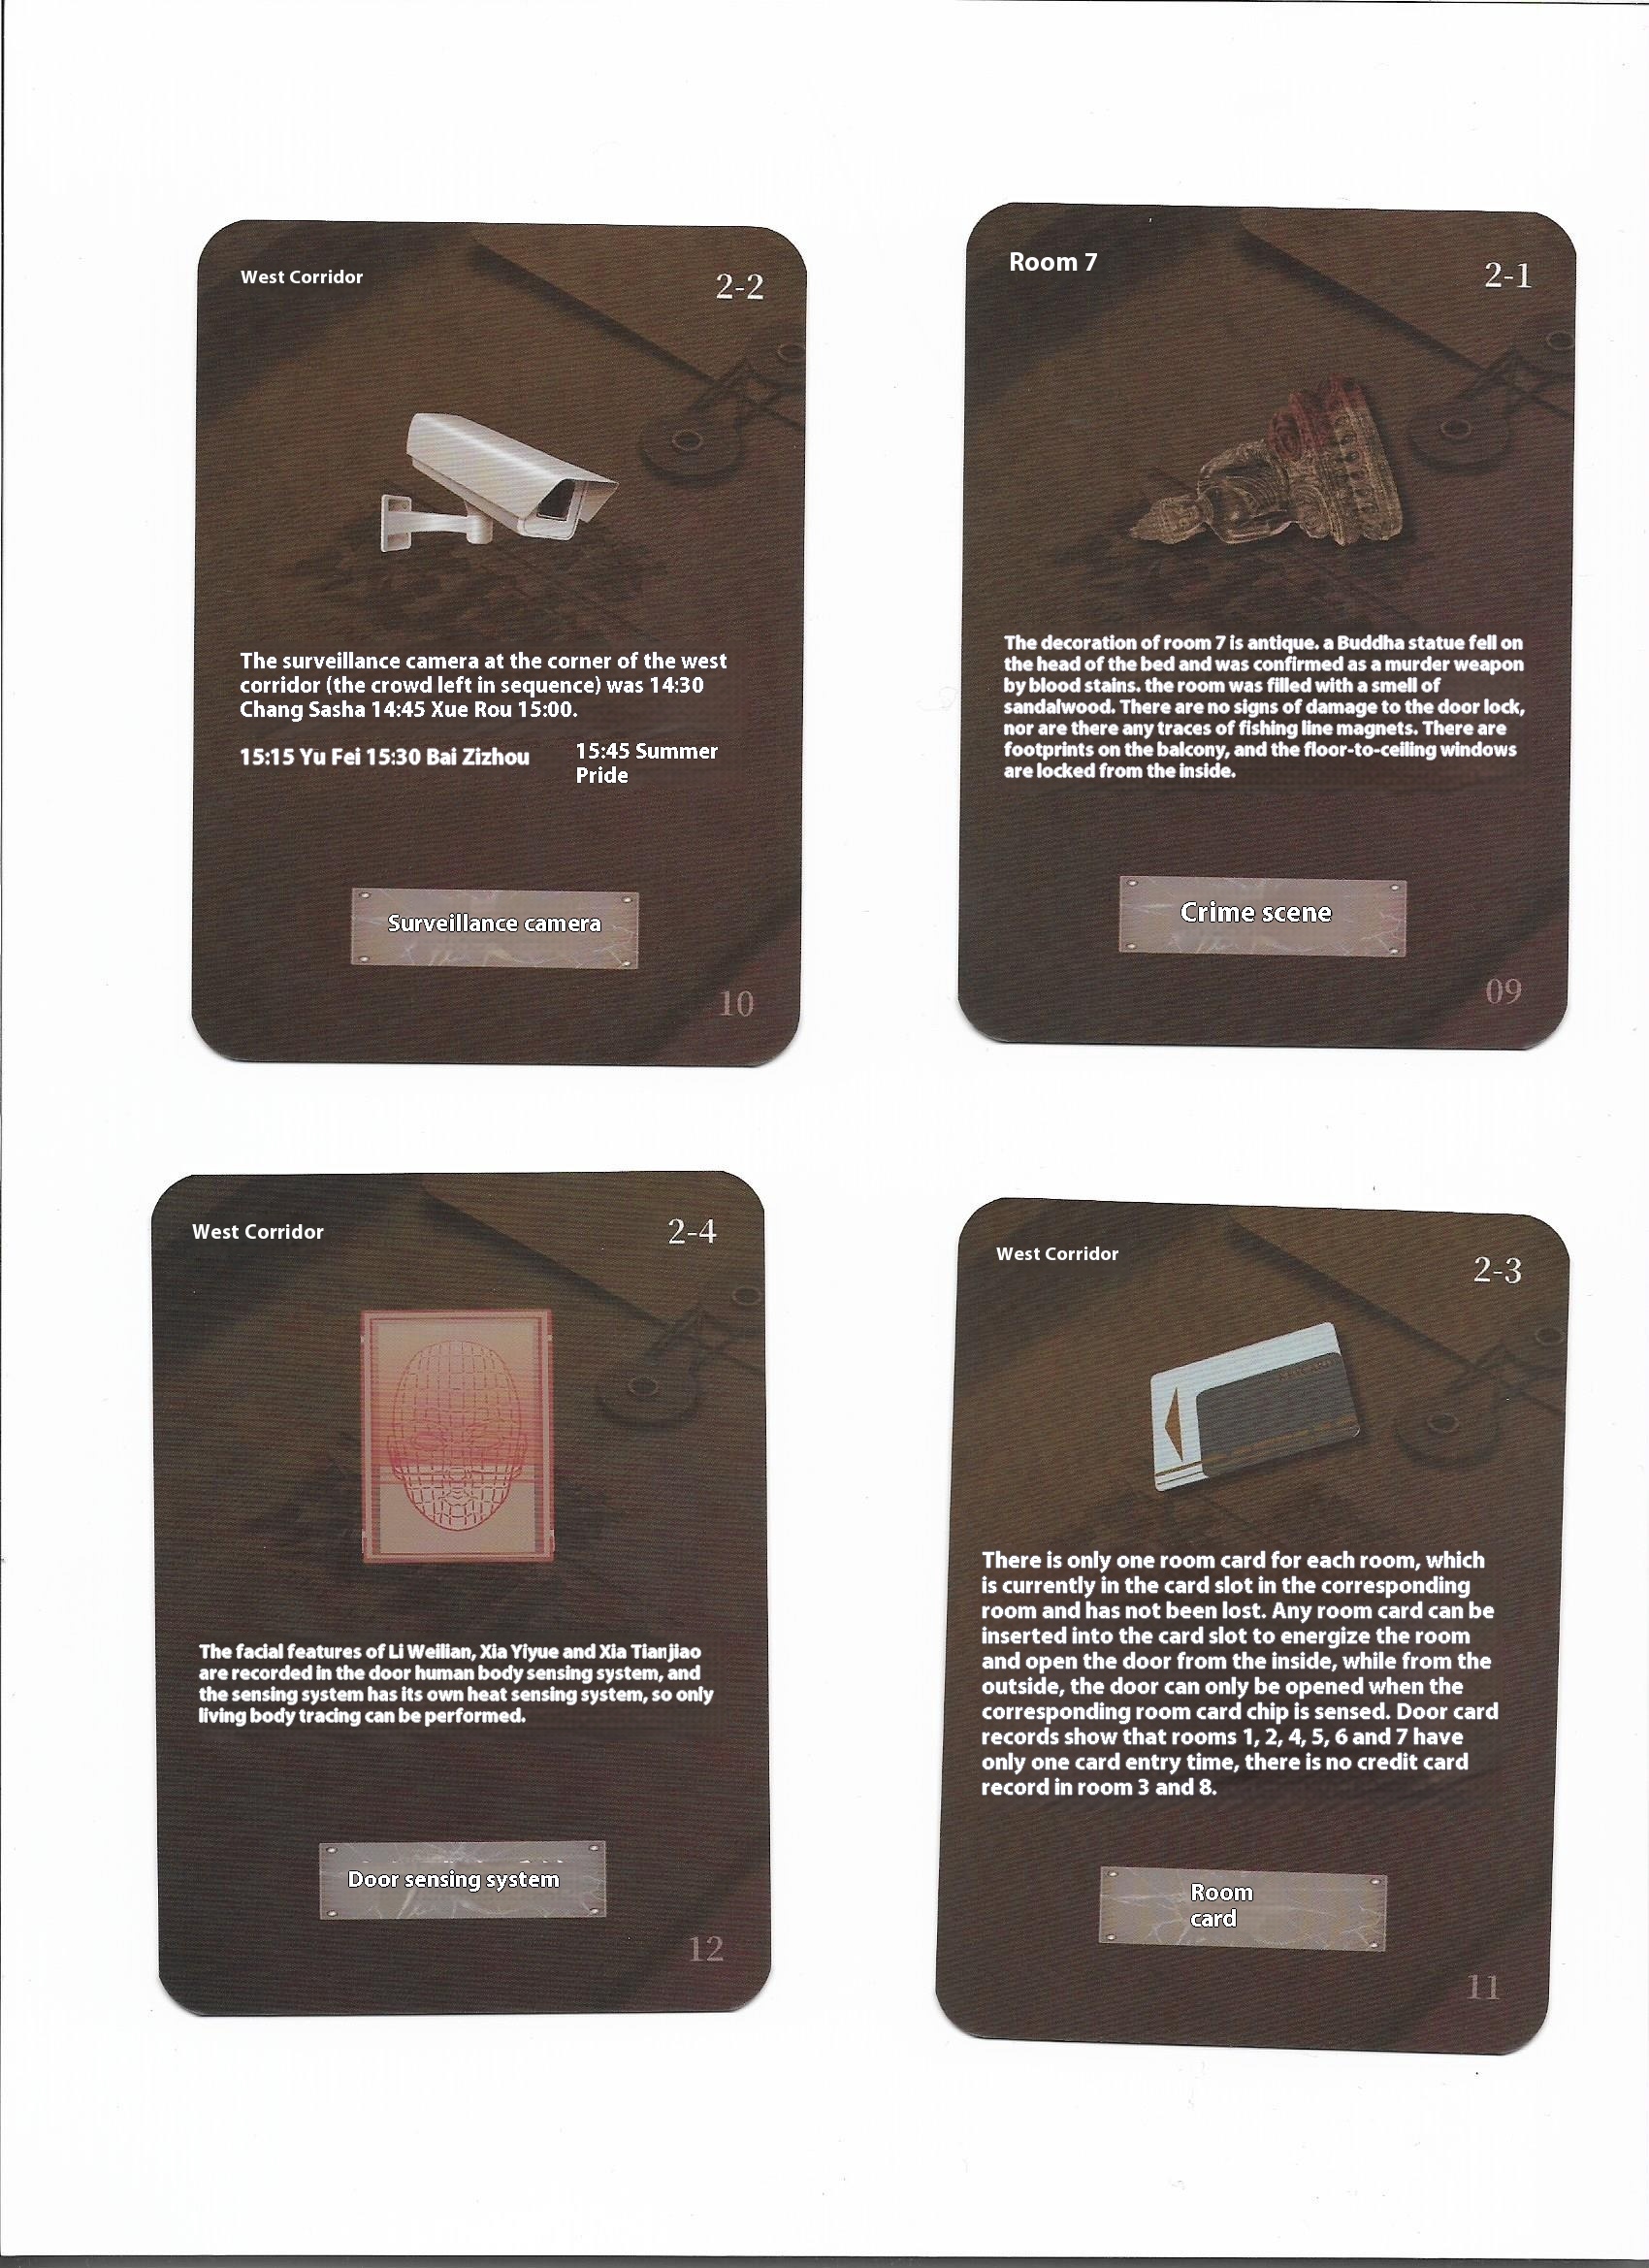 West Corridor
2-2
The surveillance camera at the corner of the west
corridor (the crowd left in sequence) was 14:30
Chang Sasha 14:45 Xue Rou 15:00.
15:15 Yu Fei 15:30 Bai Zizhou
15:45 Summer
Pride
Surveillance camera
10
Room 7
2-1
The decoration of room 7 is antique. a Buddha statue fell on
the head of the bed and was confirmed as a murder weapon
by blood stains. the room was filled with a smell of
sandalwood. There are no signs of damage to the door lock,
nor are there any traces of fishing line magnets. There are
footprints on the balcony, and the floor-to-ceiling windows
are locked from the inside.
Crime scene
09
West Corridor
2-4
The facial features of Li Weilian, Xia Yiyue and Xia Tianjiao
are recorded in the door human body sensing system, and
the sensing system has its own heat sensing system, so only
living body tracing can be performed.
Door sensing system
12
West Corridor
2-3
There is only one room card for each room, which
is currently in the card slot in the corresponding
room and has not been lost. Any room card can be
inserted into the card slot to energize the room
and open the door from the inside, while from the
outside, the door can only be opened when the
corresponding room card chip is sensed. Door card
records show that rooms 1, 2, 4, 5, 6 and 7 have
only one card entry time, there is no credit card
record in room 3 and 8.
Room
card
11